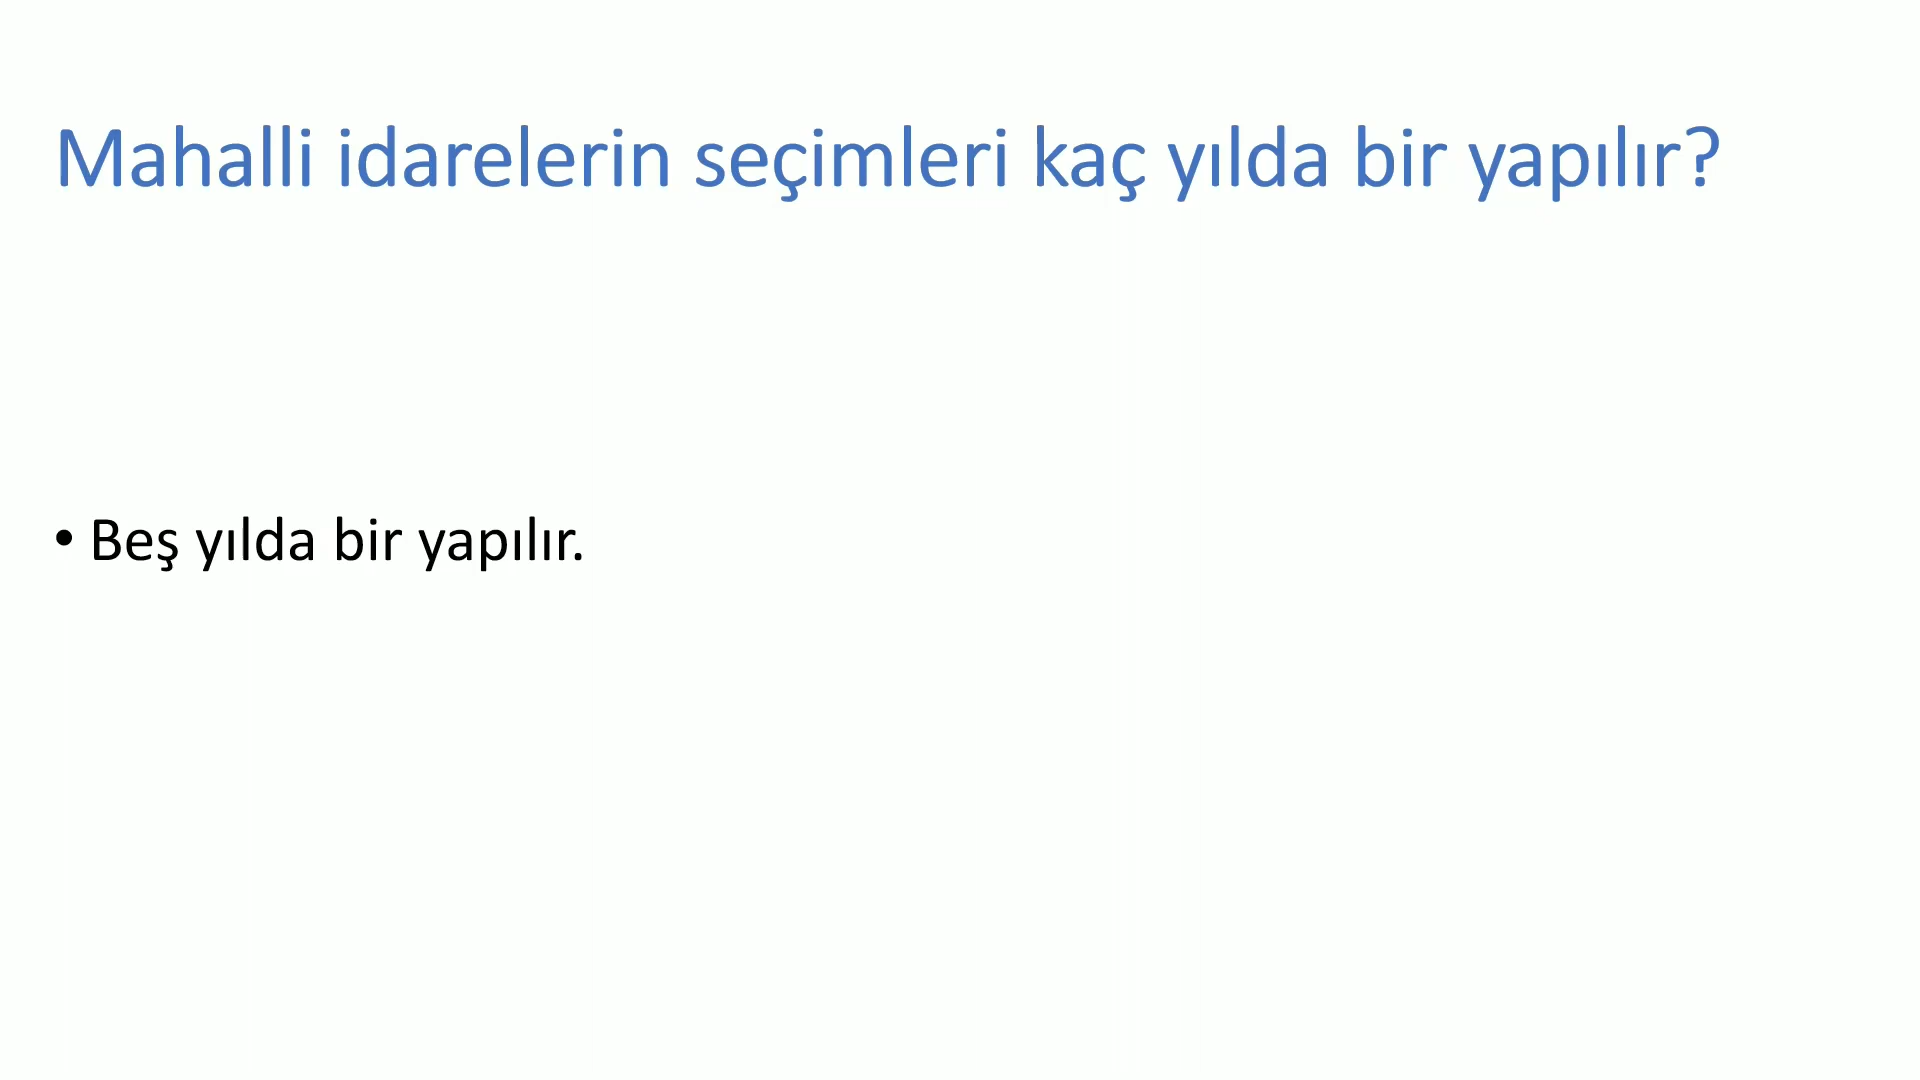 Mahalli idarelerin seçimleri kaç yılda bir yapılır?
• Beş yılda bir yapılır.